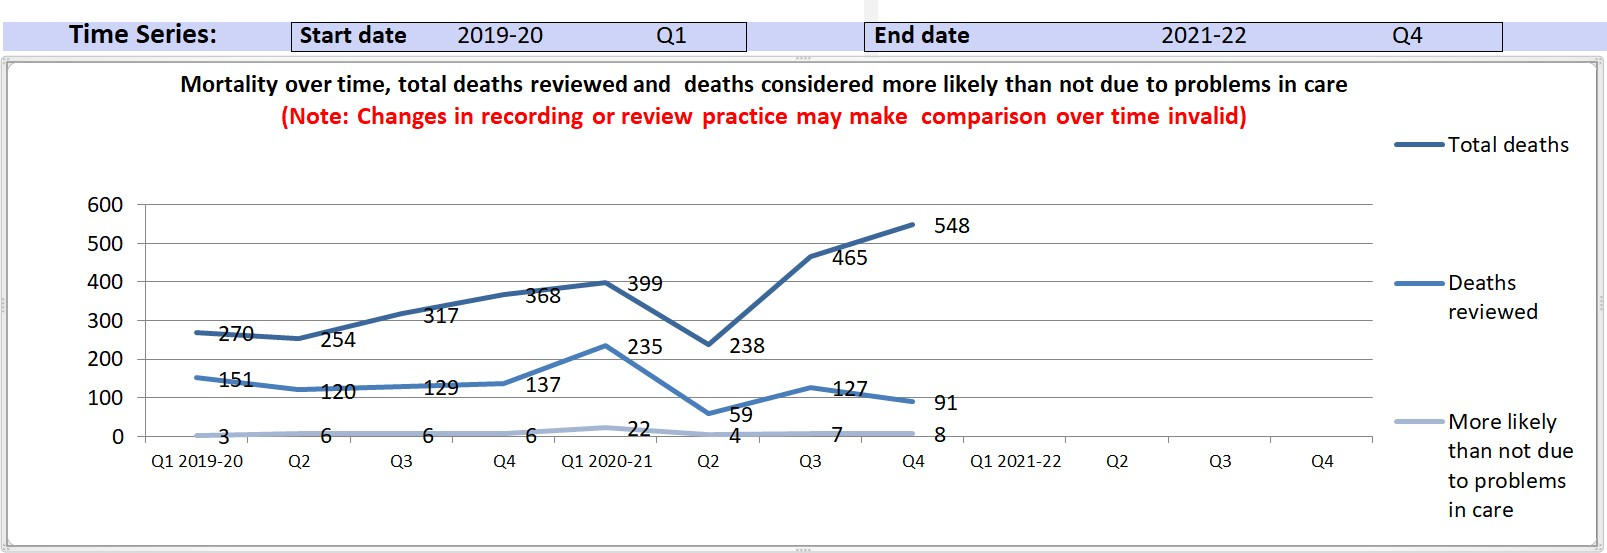 Time Series: Start date 2019-20 Q1 End date 2021-22 Q4
Mortality over time, total deaths reviewed and deaths considered more likely than not due to problems in care
(Note: Changes in recording or review practice may make comparison over time invalid)
Total deaths
Deaths
reviewed
More likely
than not due
to problems
in care
600
500
400
300
200
100
0
270 254 317 368 399 238 465 548
151 120 129 137 235 59 127 91
3 6 6 6 22 4 7 8
Q1 2019-20 Q2 Q3 Q4 Q1 2020-21 Q2 Q3 Q4 Q1 2021-22 Q2 Q3 Q4